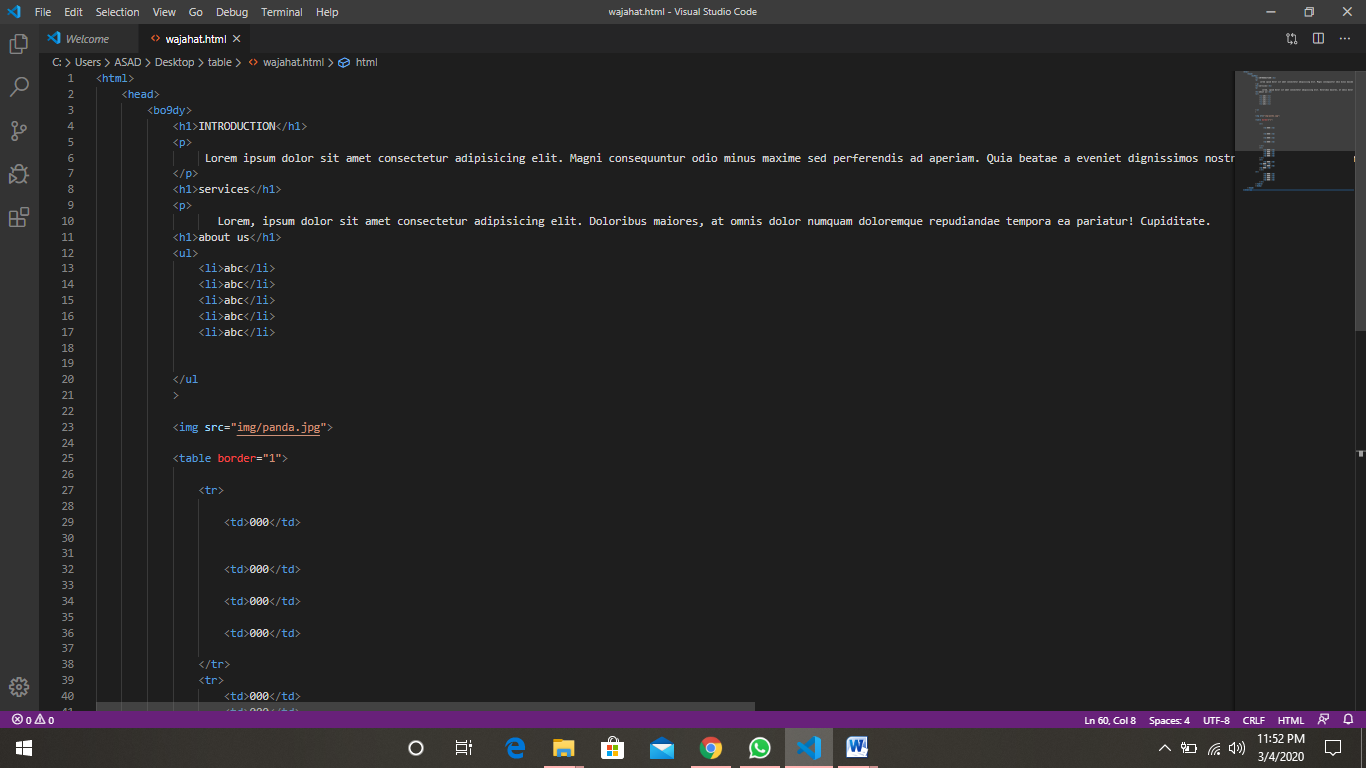 File Edit Selection View Go Debug Terminal Help wajahat.html - Visual Studio Code
Welcome wajahat.html
C: > Users > ASAD > Desktop > table > wajahat.html > html
1 <html>
2 <head>
3 <bo9dy>
4 <h1>INTRODUCTION</h1>
5 <p>
6 Lorem ipsum dolor sit amet consectetur adipisicing elit. Magni consequuntur odio minus maxime sed perferendis ad aperiam. Quia beatae a eveniet dignissimos nostr
7 </p>
8 <h1>services</h1>
9 <p>
10 Lorem, ipsum dolor sit amet consectetur adipisicing elit. Doloribus maiores, at omnis dolor numquam doloremque repudiandae tempora ea pariatur! Cupiditate.
11 <h1>about us</h1>
12 <ul>
13 <li>abc</li>
14 <li>abc</li>
15 <li>abc</li>
16 <li>abc</li>
17 <li>abc</li>
18
19
20 </ul
21 >
22
23 <img src="img/panda.jpg">
24
25 <table border="1">
26
27 <tr>
28
29 <td>000</td>
30
31
32 <td>000</td>
33
34 <td>000</td>
35
36 <td>000</td>
37
38 </tr>
39 <tr>
40 <td>000</td>
41 <td>000</td>
0 0 Ln 60, Col 8 Spaces: 4 UTF-8 CRLF HTML
11:52 PM
3/4/2020